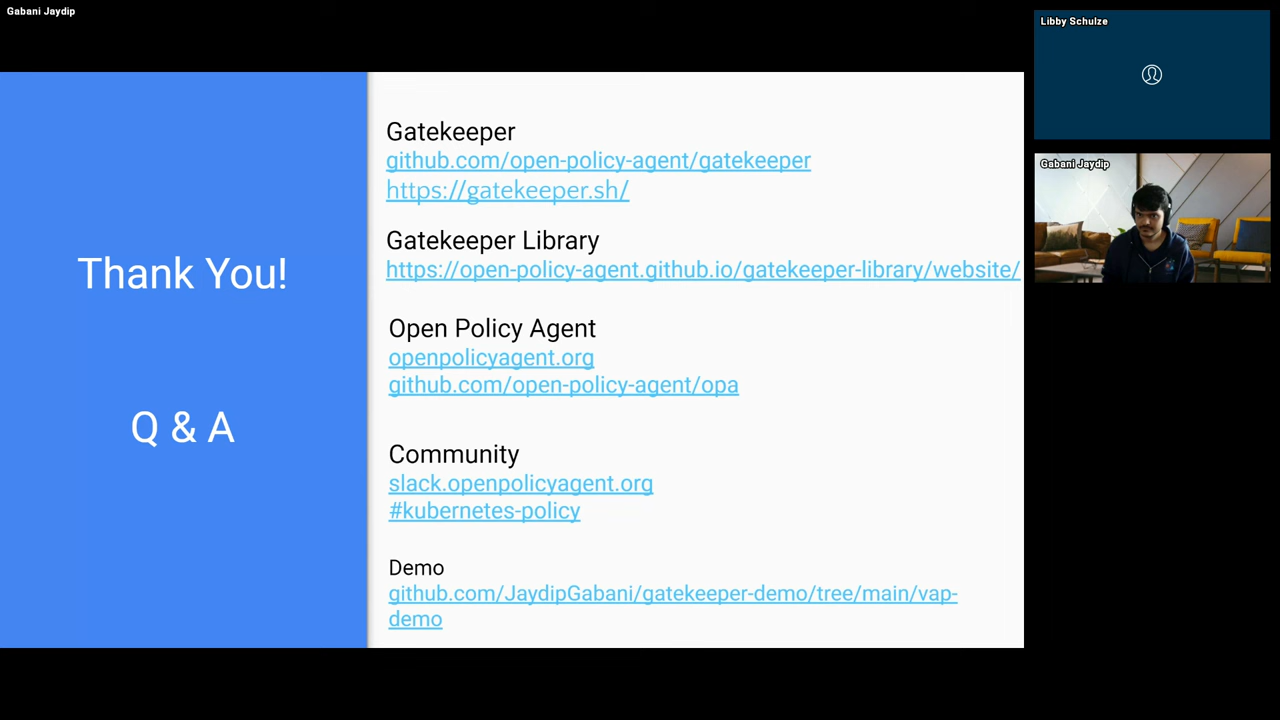 Gabani Jaydip
Libby Schulze
Gabani Jaydip
Thank You!
Q & A
Gatekeeper
github.com/open-policy-agent/gatekeeper
https://gatekeeper.sh/
Gatekeeper Library
https://open-policy-agent.github.io/gatekeeper-library/website/
Open Policy Agent
openpolicyagent.org
github.com/open-policy-agent/opa
Community
slack.openpolicyagent.org
#kubernetes-policy
Demo
github.com/JaydipGabani/gatekeeper-demo/tree/main/vap-
demo